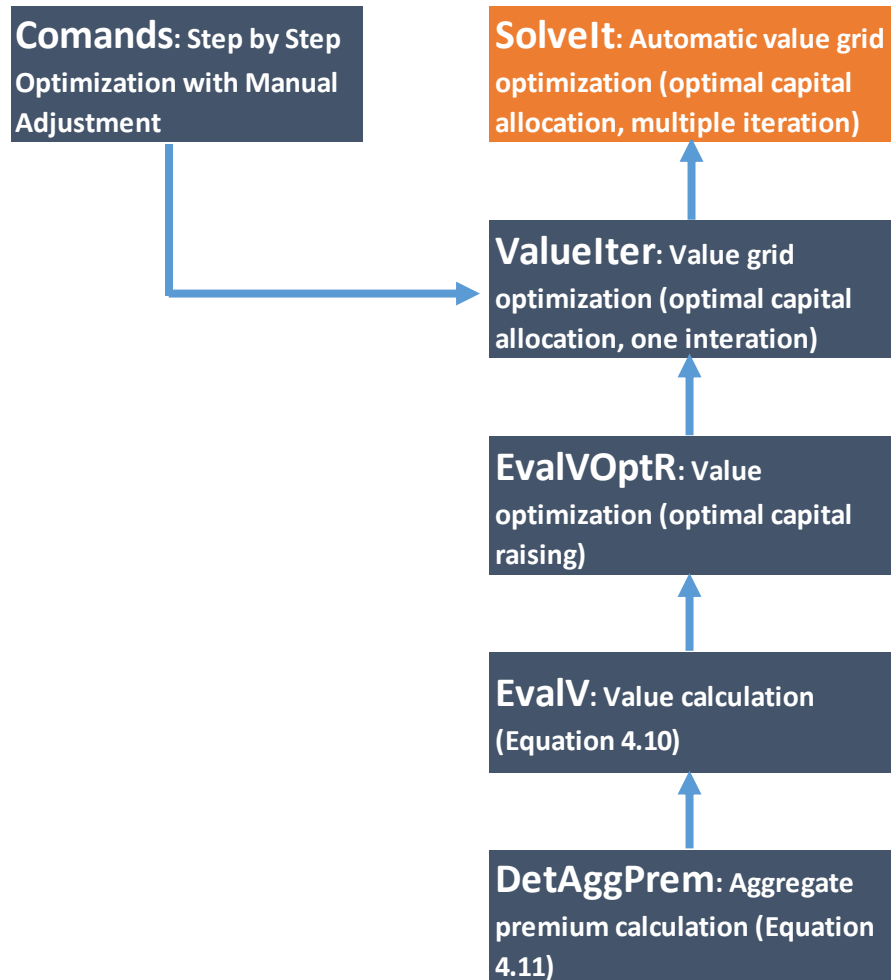 Comands: Step by Step
Optimization with Manual
Adjustment
SolveIt: Automatic value grid
optimization (optimal capital
allocation, multiple iteration)
ValueIter: Value grid
optimization (optimal capital
allocation, one interation)
EvalVOptR: Value
optimization (optimal capital
raising)
EvalV: Value calculation
(Equation 4.10)
DetAggPrem: Aggregate
premium calculation (Equation
4.11)